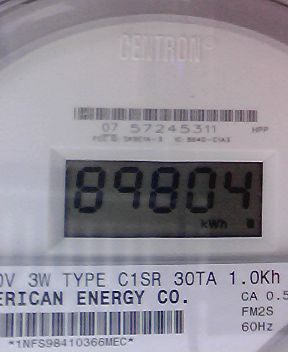 CENTRON®
07 57245311 HPP
89804
kWh
0V 3W TYPE C1SR 30TA 1.0Kh
ERICAN ENERGY CO. CA 0.5
FM2S
60Hz
*1NFS98410366MEC*